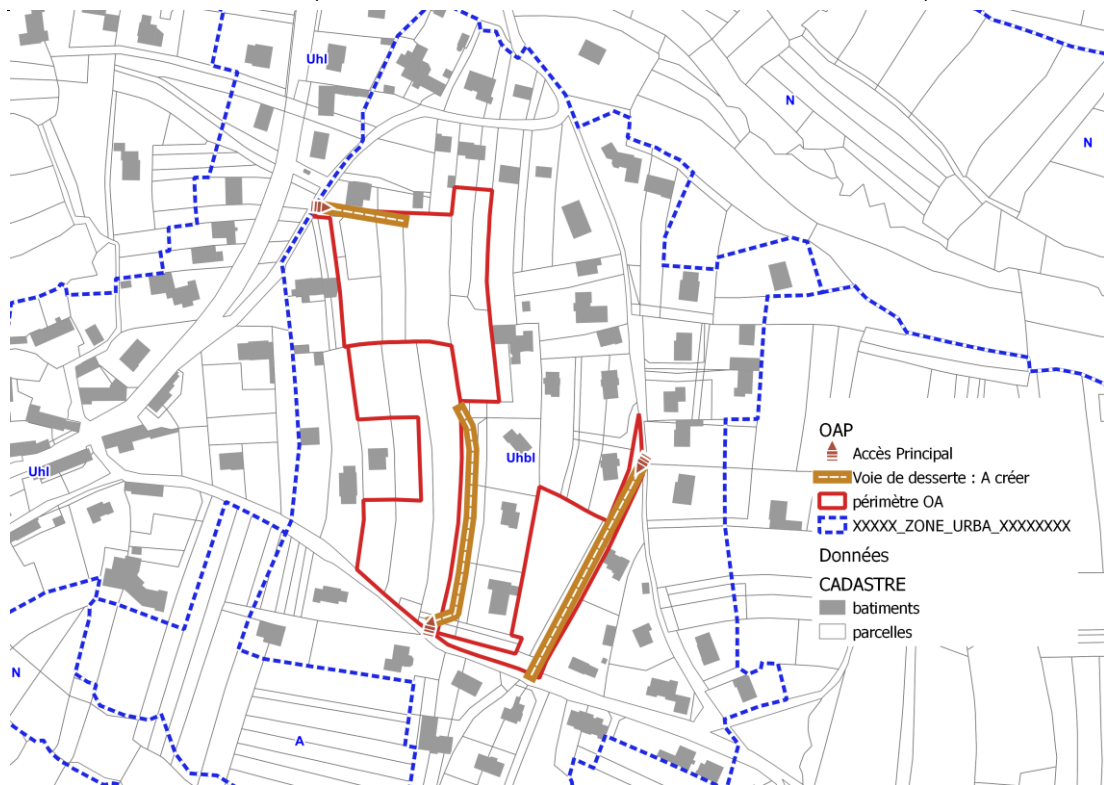 Uhl
N
N
Uhbl
Uhl
N
A
OAP
Accès Principal
Voie de desserte : A créer
périmètre OA
XXXXX_ZONE_URBA_XXXXXXXX
Données
CADASTRE
batiments
parcelles